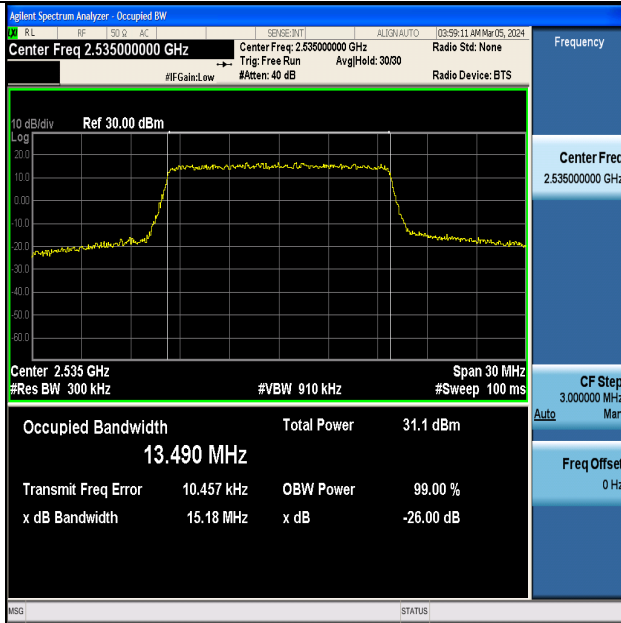 Agilent Spectrum Analyzer - Occupied BW
RL RF 50 Ω AC SENSE:INT ALIGN AUTO 03:59:11 AM Mar 05, 2024
Center Freq 2.535000000 GHz Center Freq: 2.535000000 GHz Radio Std: None Frequency
Trig: Free Run Avg|Hold: 30/30
#IFGain:Low #Atten: 40 dB Radio Device: BTS
10 dB/div Ref 30.00 dBm
Log
20.0
10.0
0.00
-10.0
-20.0
-30.0
-40.0
-50.0
-60.0
Center Freq
2.535000000 GHz
Center 2.535 GHz Span 30 MHz
#Res BW 300 kHz #VBW 910 kHz #Sweep 100 ms
CF Step
3.000000 MHz
Auto Man
Occupied Bandwidth Total Power 31.1 dBm
13.490 MHz
Transmit Freq Error 10.457 kHz OBW Power 99.00 %
x dB Bandwidth 15.18 MHz x dB -26.00 dB
Freq Offset
0 Hz
MSG STATUS